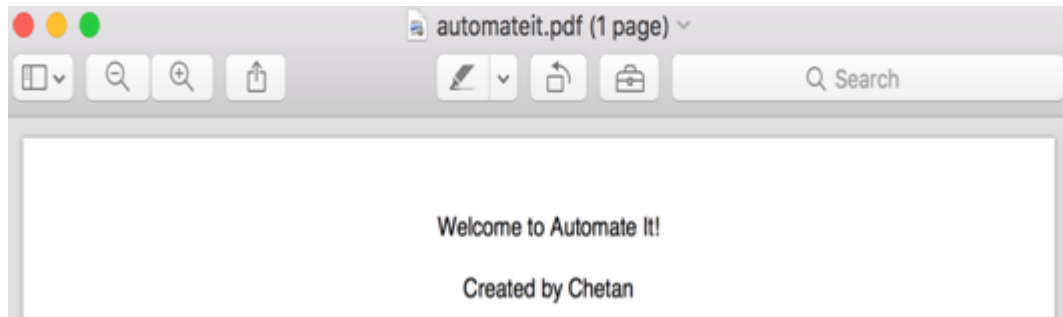 automateit.pdf (1 page)
Search
Welcome to Automate It!
Created by Chetan